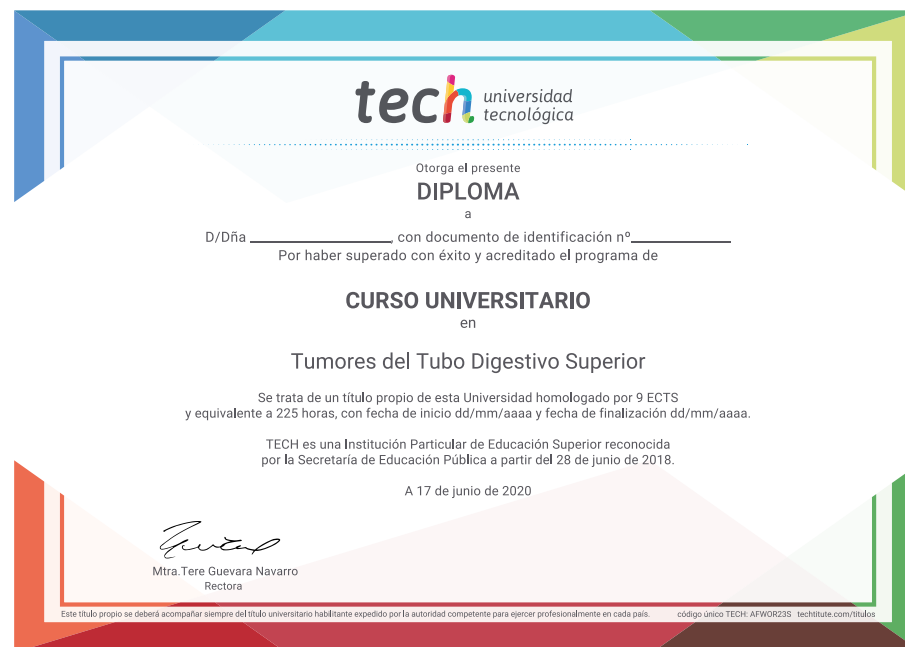 tech universidad
tecnológica
Otorga el presente
DIPLOMA
a
D/Dña ________________, con documento de identificación nº____________
Por haber superado con éxito y acreditado el programa de
CURSO UNIVERSITARIO
en
Tumores del Tubo Digestivo Superior
Se trata de un título propio de esta Universidad homologado por 9 ECTS
y equivalente a 225 horas, con fecha de inicio dd/mm/aaaa y fecha de finalización dd/mm/aaaa.
TECH es una Institución Particular de Educación Superior reconocida
por la Secretaría de Educación Pública a partir del 28 de junio de 2018.
A 17 de junio de 2020
Mtra.Tere Guevara Navarro
Rectora
Este título propio se deberá acompañar siempre del título universitario habilitante expedido por la autoridad competente para ejercer profesionalmente en cada país. código único TECH: AFWOR23S techtitute.com/títulos